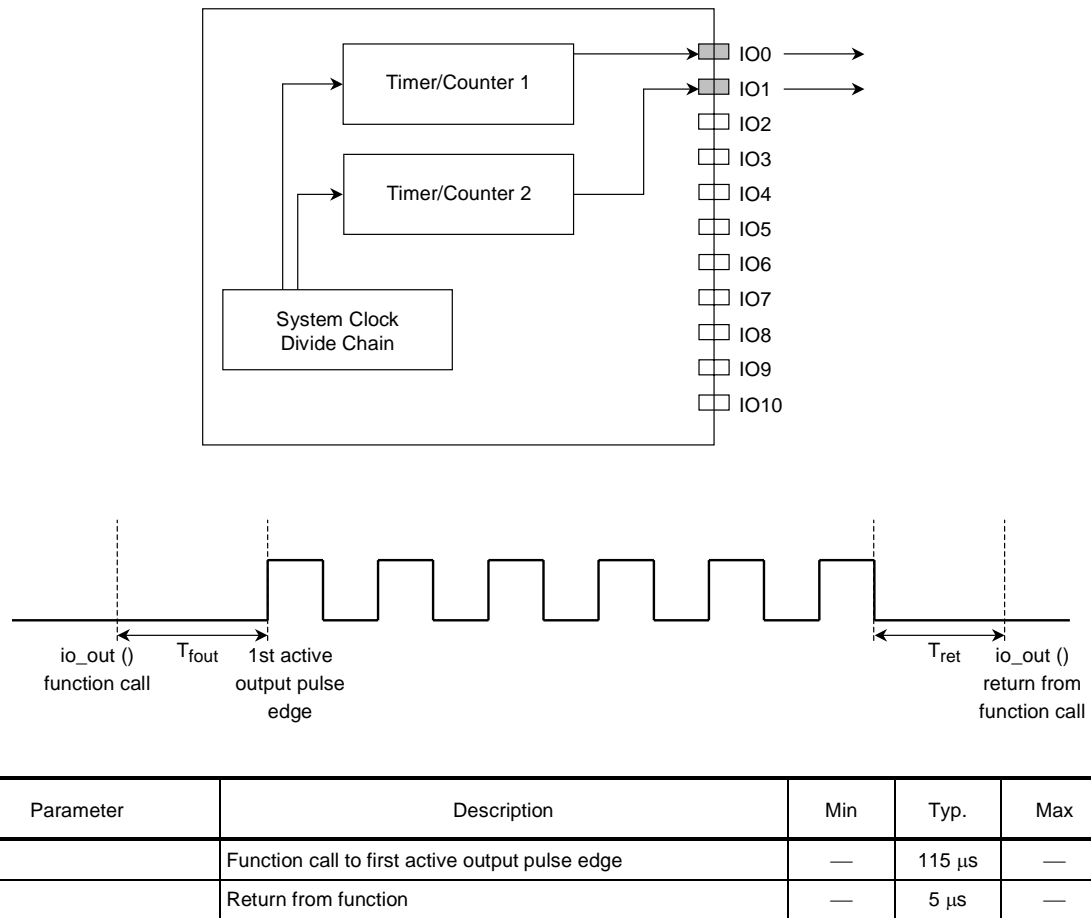 Timer/Counter 1
Timer/Counter 2
System Clock
Divide Chain
IO0
IO1
IO2
IO3
IO4
IO5
IO6
IO7
IO8
IO9
IO10
io_out ()
function call
Tfout
1st active
output pulse
edge
Tret
io_out ()
return from
function call
Parameter Description Min Typ. Max
Function call to first active output pulse edge — 115 μs —
Return from function — 5 μs —